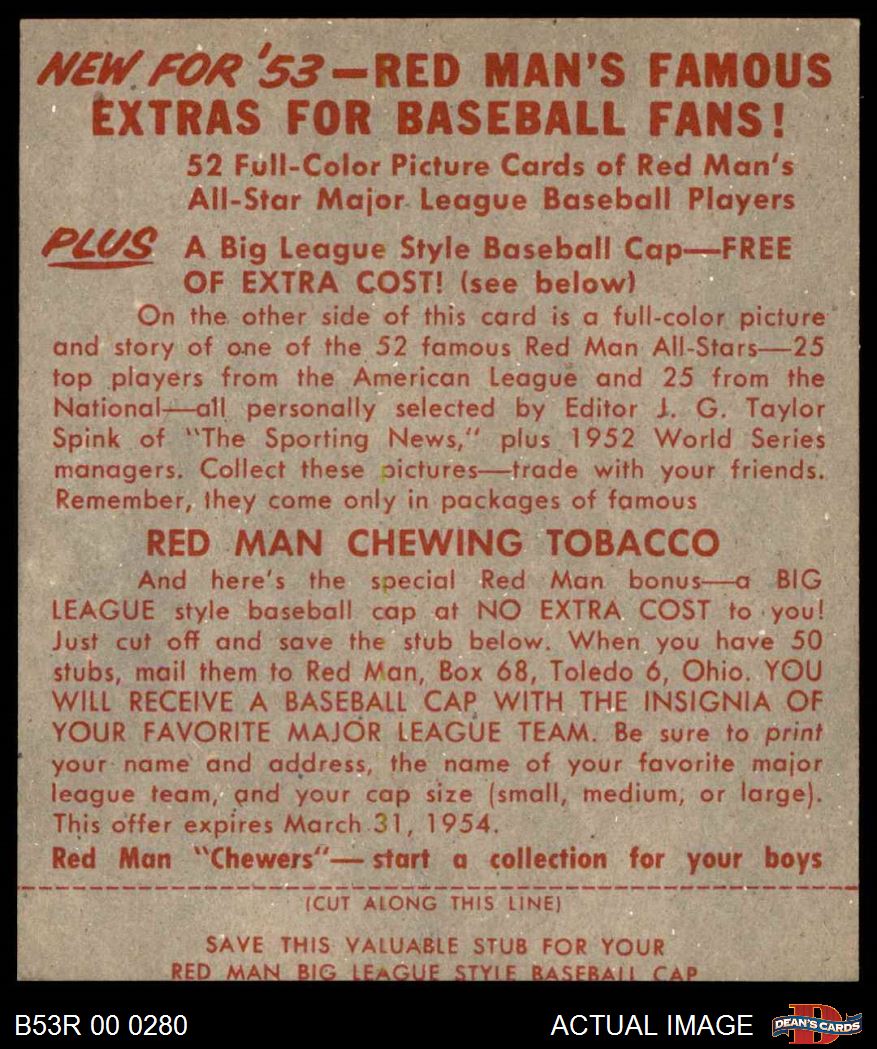 NEW FOR '53—RED MAN'S FAMOUS
EXTRAS FOR BASEBALL FANS!
52 Full-Color Picture Cards of Red Man's
All-Star Major League Baseball Players
PLUS A Big League Style Baseball Cap—FREE
OF EXTRA COST! (see below)
On the other side of this card is a full-color picture
and story of one of the 52 famous Red Man All-Stars—25
top players from the American League and 25 from the
National—all personally selected by Editor J. G. Taylor
Spink of "The Sporting News," plus 1952 World Series
managers. Collect these pictures—trade with your friends.
Remember, they come only in packages of famous
RED MAN CHEWING TOBACCO
And here's the special Red Man bonus—a BIG
LEAGUE style baseball cap at NO EXTRA COST to you!
Just cut off and save the stub below. When you have 50
stubs, mail them to Red Man, Box 68, Toledo 6, Ohio. YOU
WILL RECEIVE A BASEBALL CAP WITH THE INSIGNIA OF
YOUR FAVORITE MAJOR LEAGUE TEAM. Be sure to print
your name and address, the name of your favorite major
league team, and your cap size (small, medium, or large).
This offer expires March 31, 1954.
Red Man "Chewers"—start a collection for your boys
(CUT ALONG THIS LINE)
SAVE THIS VALUABLE STUB FOR YOUR
RED MAN BIG LEAGUE STYLE BASEBALL CAP
B53R 00 0280 ACTUAL IMAGE DEAN'S CARDS